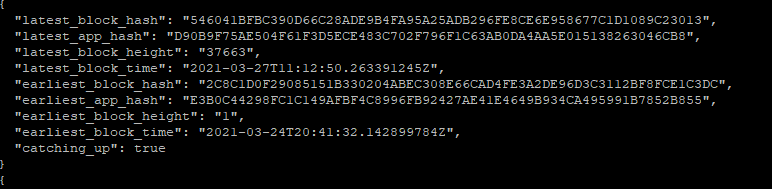 {
"latest_block_hash": "546041BFBC390D66C28ADE9B4FA95A25ADB296FE8CE6E958677C1D1089C23013",
"latest_app_hash": "D90B9F75AE504F61F3D5ECE483C702F796F1C63AB0DA4AA5E015138263046CB8",
"latest_block_height": "37663",
"latest_block_time": "2021-03-27T11:12:50.263391245Z",
"earliest_block_hash": "2C8C1D0F29085151B330204ABEC308E66CAD4FE3A2DE96D3C3112BF8FCE1C3DC",
"earliest_app_hash": "E3B0C44298FC1C149AFBF4C8996FB92427AE41E4649B934CA495991B7852B855",
"earliest_block_height": "1",
"earliest_block_time": "2021-03-24T20:41:32.142899784Z",
"catching_up": true
}
{